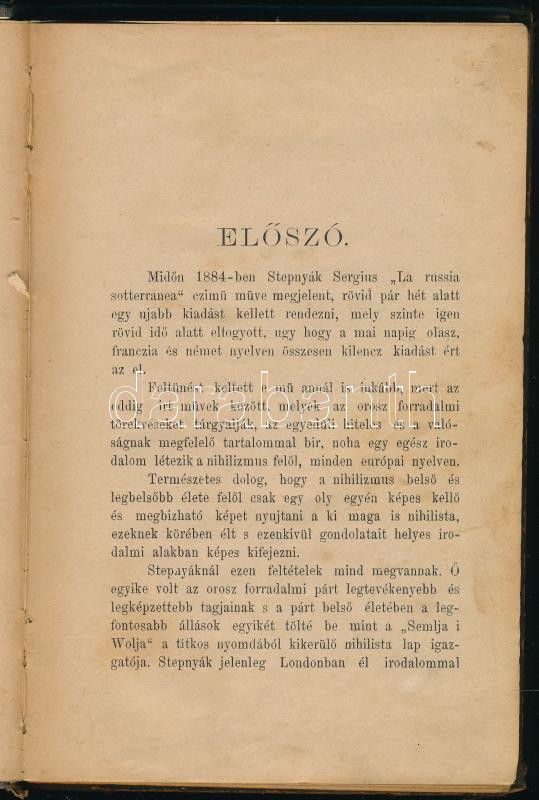 ELŐSZÓ.
Midőn 1884-ben Stepnyák Sergius „La russia
sotterranea“ czimü müve megjelent, rövid pár hét alatt
egy ujabb kiadást kellett rendezni, mely szinte igen
rövid idő alatt elfogyott, ugy hogy a mai napig olasz,
franczia és német nyelven összesen kilencz kiadást ért
az el.
Feltünést keltett e mü annál is inkább, mert az
eddig irt müvek között, melyek az orosz forradalmi
törekvéseket tárgyalják, az egyedüli hiteles és a való-
ságnak megfelelő tartalommal bir, noha egy egész iro-
dalom létezik a nihilizmus felől, minden európai nyelven.
Természetes dolog, hogy a nihilizmus belső és
legbelsőbb élete felől csak egy oly egyén képes kellő
és megbizható képet nyujtani a ki maga is nihilista,
ezeknek körében élt s ezenkivül gondolatait helyes iro-
dalmi alakban képes kifejezni.
Stepnyáknál ezen feltételek mind megvannak. Ő
egyike volt az orosz forradalmi párt legtevékenyebb és
legképzettebb tagjainak s a párt belső életében a leg-
fontosabb állások egyikét tölté be mint a „Semlja i
Wolja“ a titkos nyomdából kikerülő nihilista lap igaz-
gatója. Stepnyák jelenleg Londonban él irodalommal
darabanth